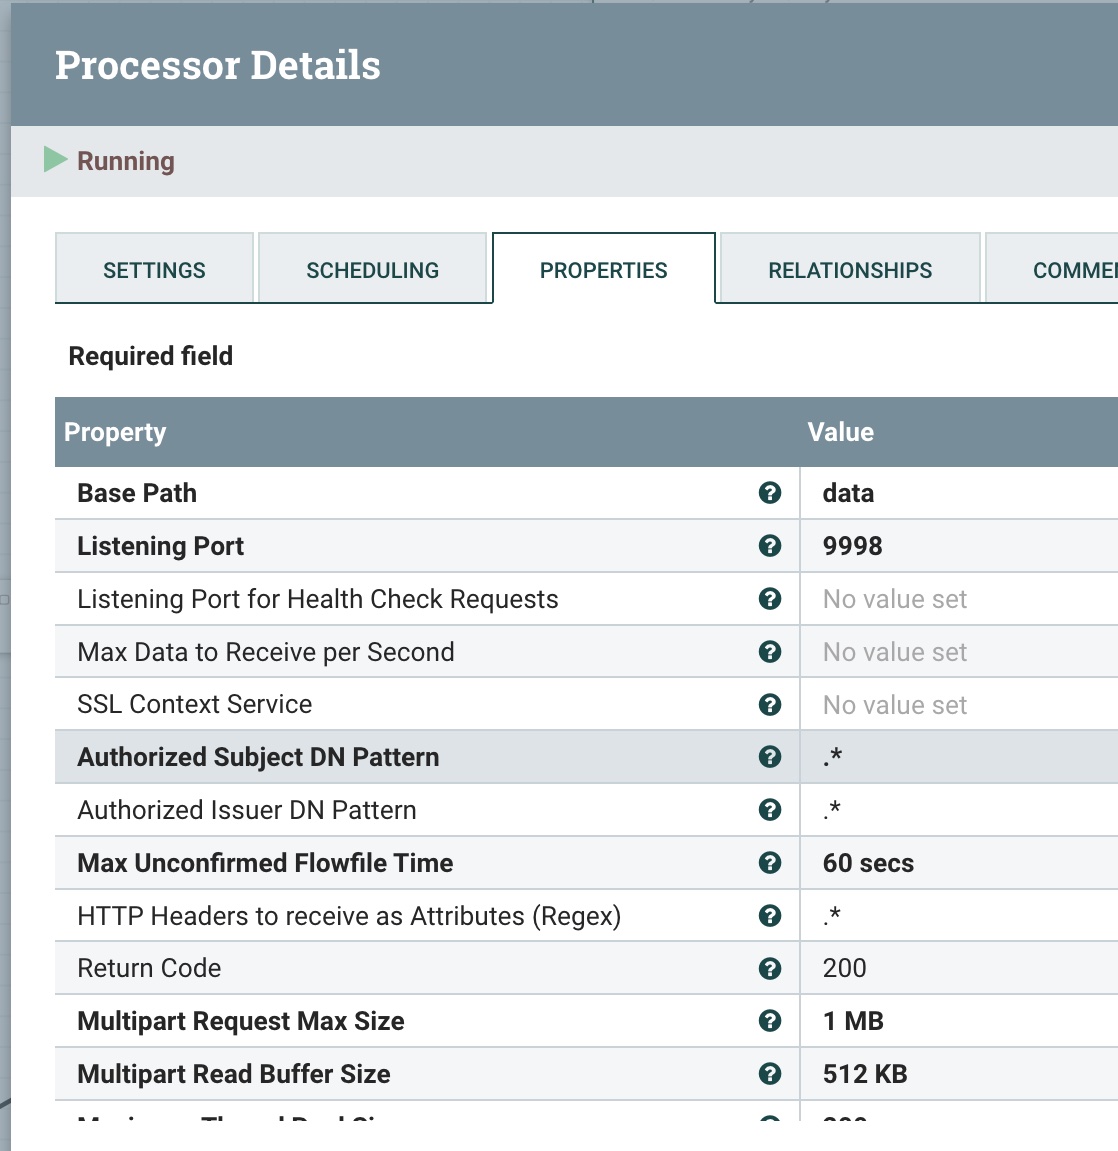 Processor Details
Running
SETTINGS SCHEDULING PROPERTIES RELATIONSHIPS
Required field
Property Value
Base Path data
Listening Port 9998
Listening Port for Health Check Requests No value set
Max Data to Receive per Second No value set
SSL Context Service No value set
Authorized Subject DN Pattern .*
Authorized Issuer DN Pattern .*
Max Unconfirmed Flowfile Time 60 secs
HTTP Headers to receive as Attributes (Regex) .*
Return Code 200
Multipart Request Max Size 1 MB
Multipart Read Buffer Size 512 KB